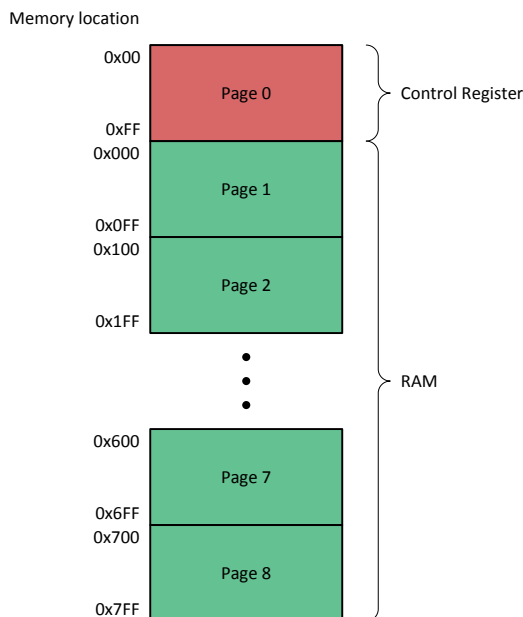 Memory location
0x00
Page 0
Control Register
0xFF
0x000
Page 1
0x0FF
0x100
Page 2
0x1FF
RAM
0x600
Page 7
0x6FF
0x700
Page 8
0x7FF